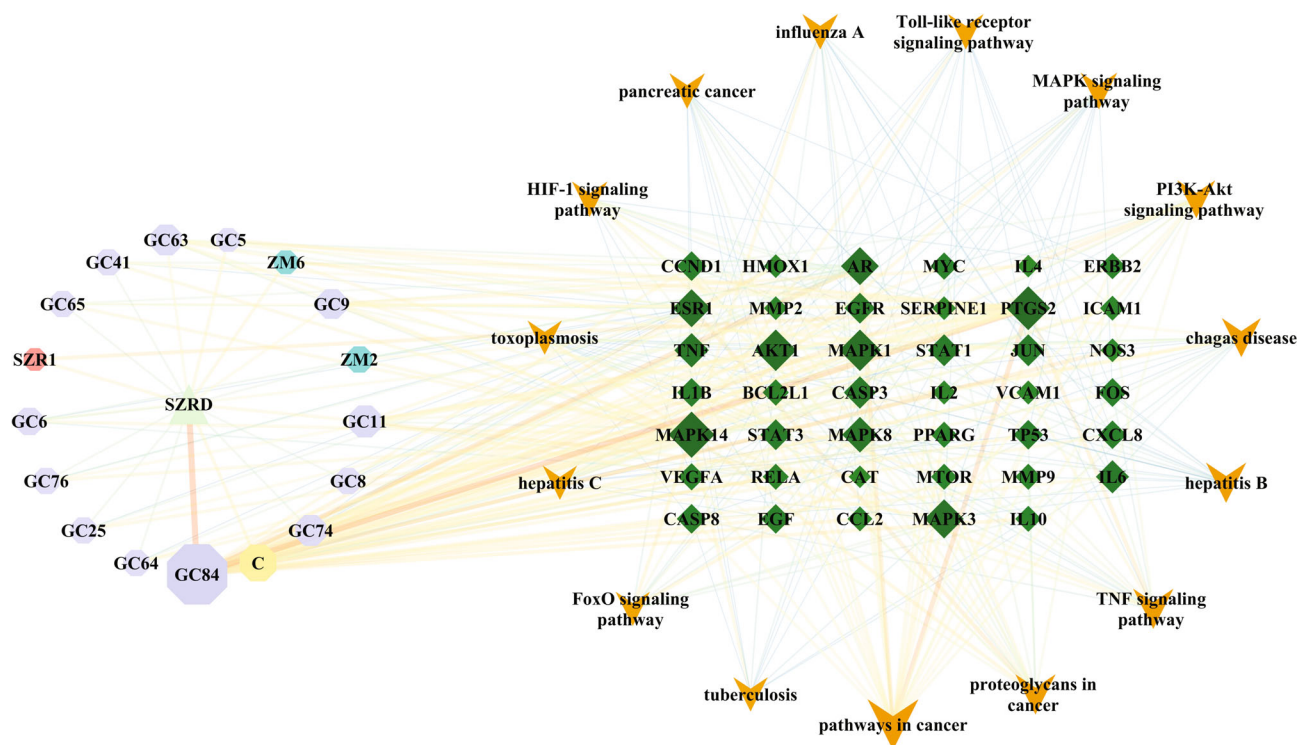 influenza A
Toll-like receptor
signaling pathway
pancreatic cancer
MAPK signaling
pathway
HIF-1 signaling
pathway
PI3K-Akt
signaling pathway
GC63
GC5
GC41
ZM6
GC65
GC9
SZR1
ZM2
SZRD
GC6
GC11
GC76
GC8
GC25
GC74
GC64
GC84
C
toxoplasmosis
chagas disease
hepatitis C
hepatitis B
CCND1 HMOX1 AR MYC IL4 ERBB2
ESR1 MMP2 EGFR SERPINE1 PTGS2 ICAM1
TNF AKT1 MAPK1 STAT1 JUN NOS3
IL1B BCL2L1 CASP3 IL2 VCAM1 FOS
MAPK14 STAT3 MAPK8 PPARG TP53 CXCL8
VEGFA RELA CAT MTOR MMP9 IL6
CASP8 EGF CCL2 MAPK3 IL10
FoxO signaling
pathway
TNF signaling
pathway
tuberculosis
proteoglycans in
cancer
pathways in cancer